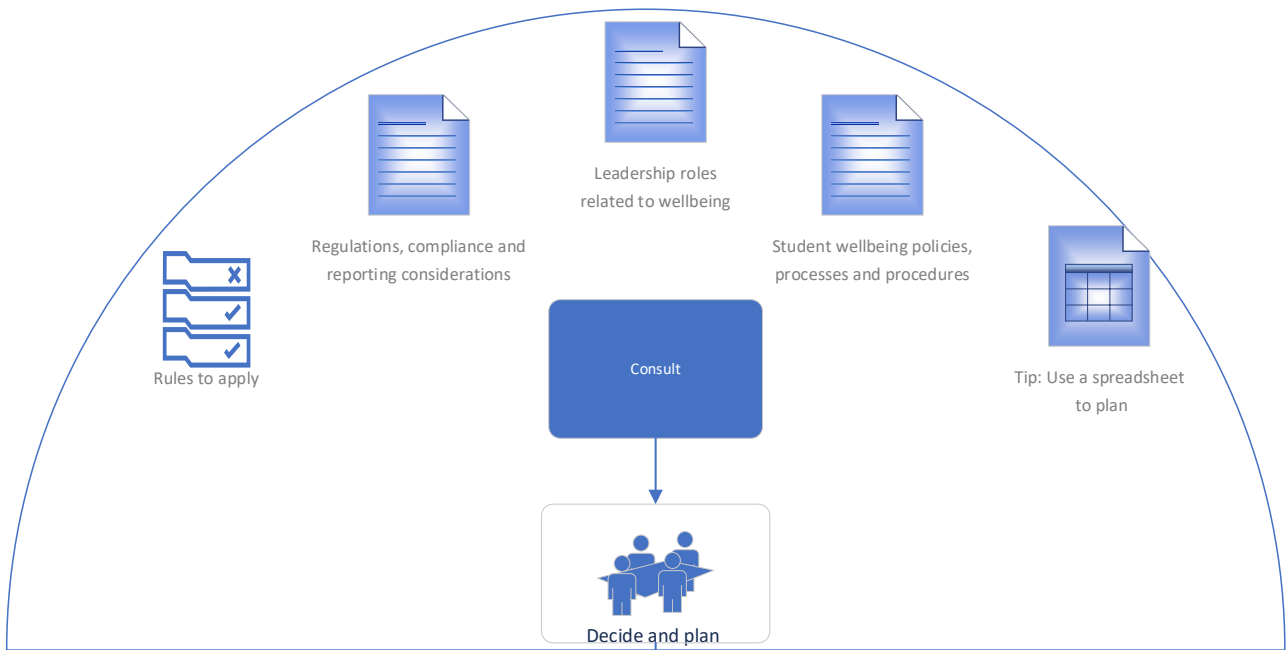 Leadership roles
related to wellbeing
Regulations, compliance and
reporting considerations
Student wellbeing policies,
processes and procedures
Rules to apply
Tip: Use a spreadsheet
to plan
Consult
Decide and plan